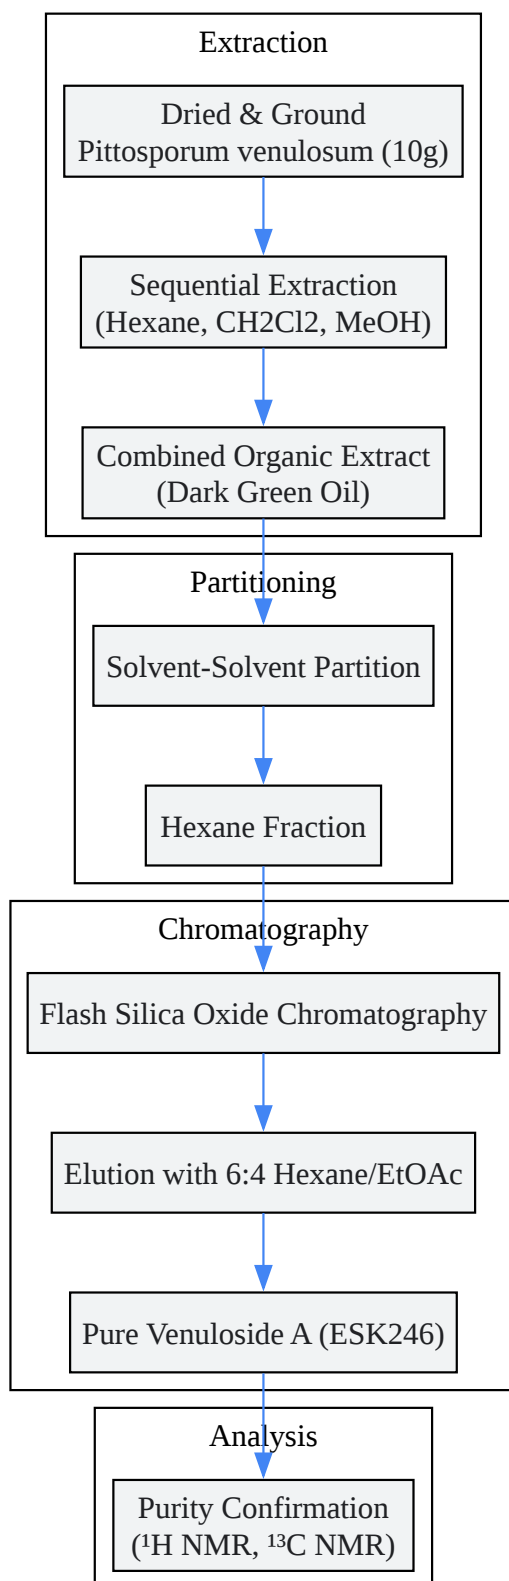 Extraction
Dried & Ground
Pittosporum venulosum (10g)
Sequential Extraction
(Hexane, CH2Cl2, MeOH)
Combined Organic Extract
(Dark Green Oil)
Partitioning
Solvent-Solvent Partition
Hexane Fraction
Chromatography
Flash Silica Oxide Chromatography
Elution with 6:4 Hexane/EtOAc
Pure Venuloside A (ESK246)
Analysis
Purity Confirmation
(¹H NMR, ¹³C NMR)